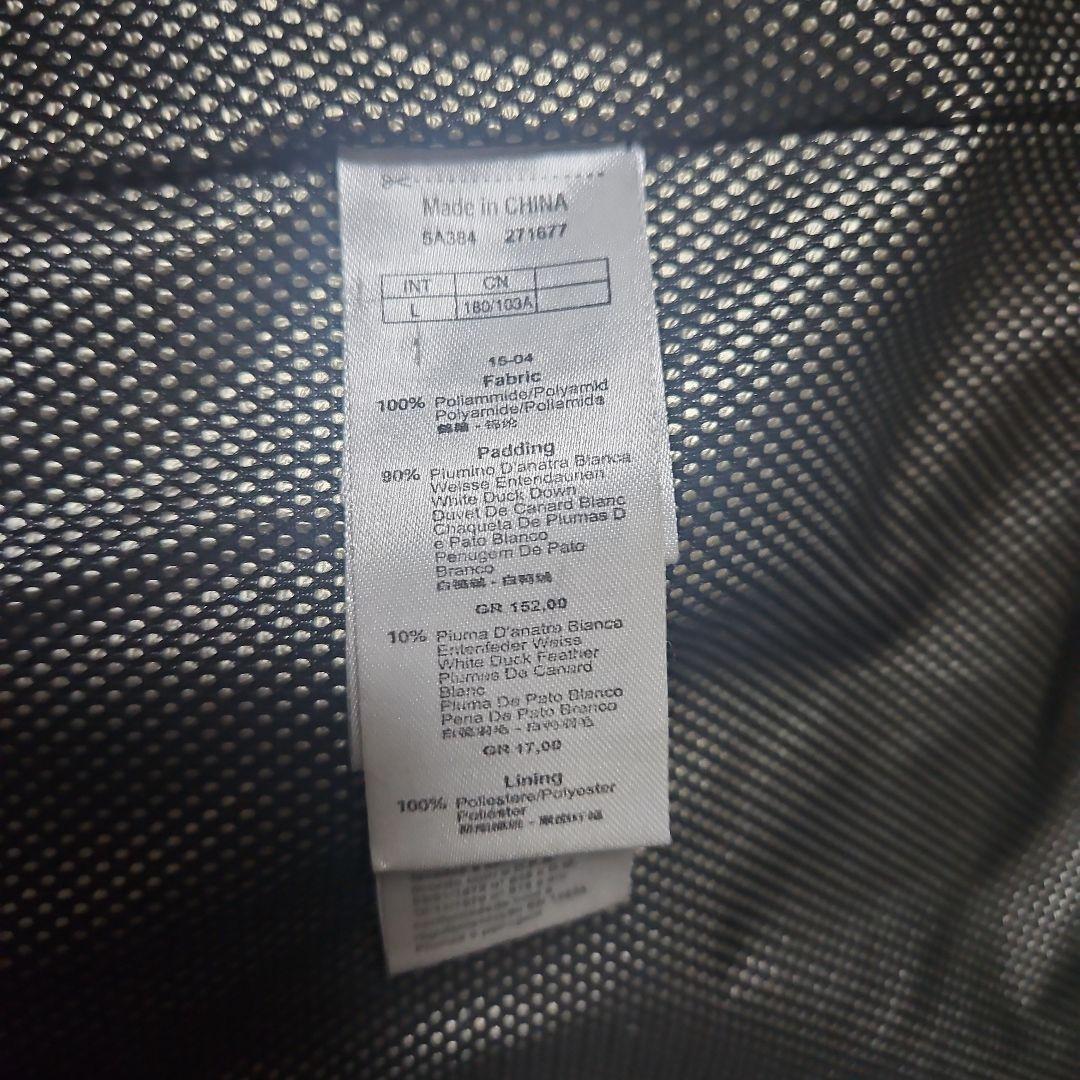 Made in CHINA
5A384 271677
INT CN
L 180/103A
1
15-04
Fabric
100% Poliammide/Polyamid
Polyamide/Poliamida
Padding
90% Piumino D'anatra Bianca
Weisse Entendaunen
White Duck Down
Duvet De Canard Blanc
Chaqueta De Plumas D
e Pato Blanco
Penugem De Pato
Branco
GR 152,00
10% Piuma D'anatra Bianca
Entenfeder Weiss
White Duck Feather
Plumes De Canard
Blanc
Pluma De Pato Blanco
Pena De Pato Branco
GR 17,00
Lining
100% Poliestere/Polyester
Poliéster